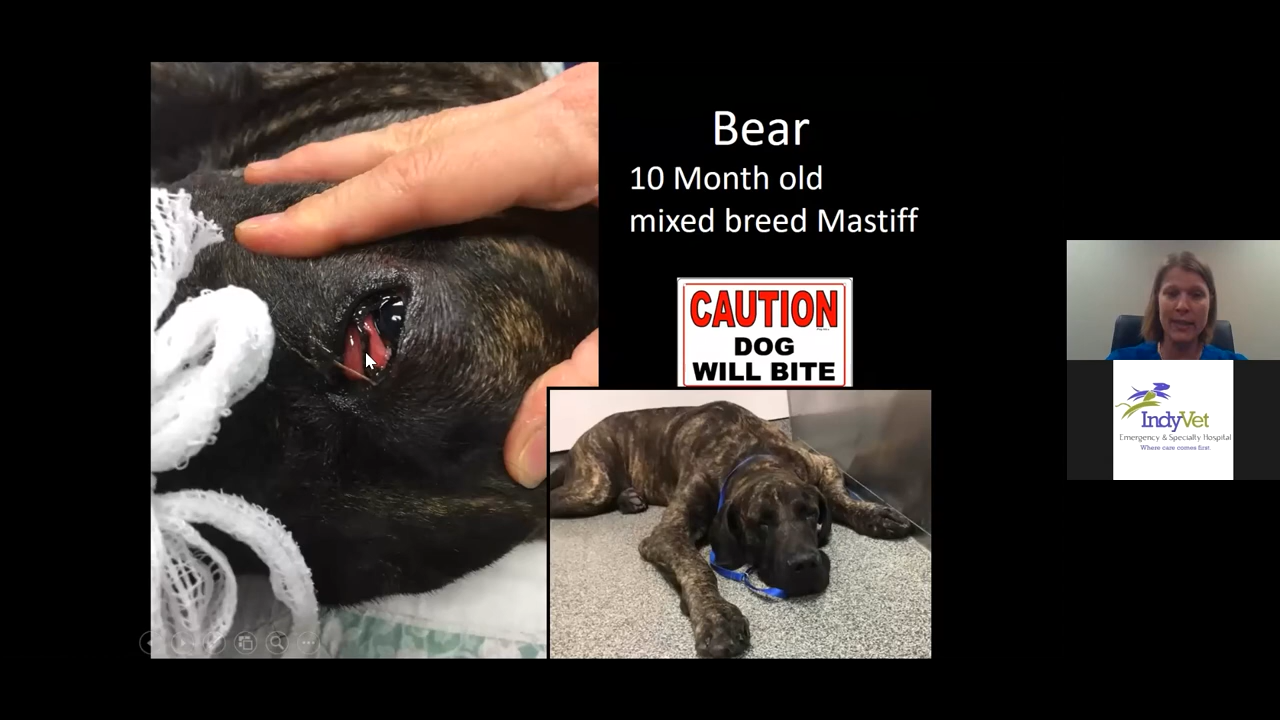 Bear
10 Month old
mixed breed Mastiff
CAUTION
DOG
WILL BITE
IndyVet
Emergency & Specialty Hospital
Where care comes first.